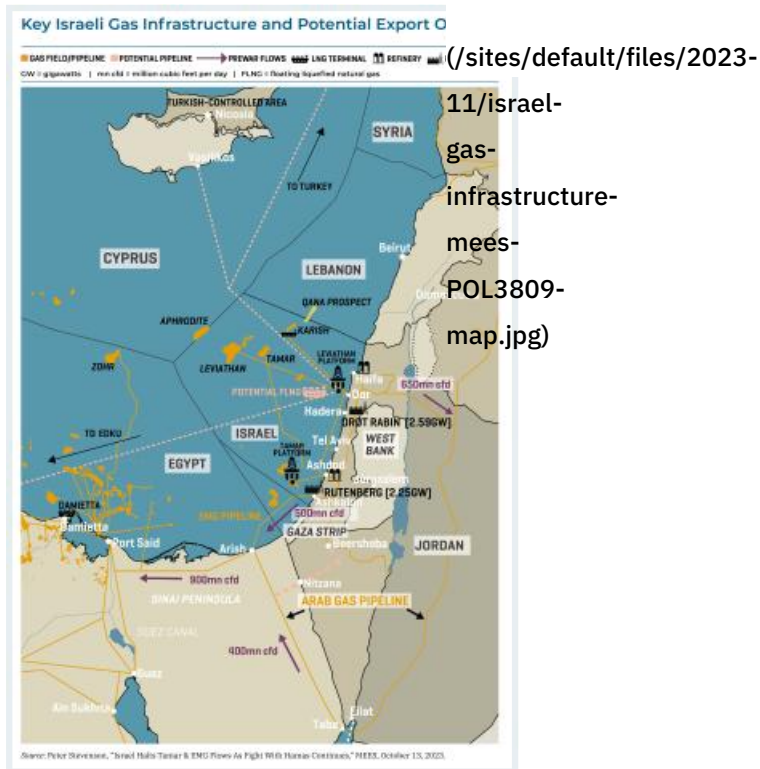 Key Israeli Gas Infrastructure and Potential Export O
GAS FIELD/PIPELINE POTENTIAL PIPELINE PREWAR FLOWS LNG TERMINAL REFINERY
GW = gigawatts | mn cfd = million cubic feet per day | FLNG = floating liquefied natural gas
(/sites/default/files/2023-
11/israel-
gas-
infrastructure-
mees-
POL3809-
map.jpg)
TURKISH-CONTROLLED AREA
Nicosia
SYRIA
Vasilikos
TO TURKEY
Beirut
CYPRUS
LEBANON
QANA PROSPECT
APHRODITE
KARISH
ZOHR
LEVIATHAN
TAMAR
LEVIATHAN
PLATFORM
Haifa
POTENTIAL FLNG
Dor
650mn cfd
Hadera
OROT RABIN [2.59GW]
TO EDKU
ISRAEL
Tel Aviv
WEST
BANK
EGYPT
TAMAR
PLATFORM
Ashdod
Jerusalem
RUTENBERG [2.25GW]
DAMIETTA
Damietta
EMG PIPELINE
Ashkelon
500mn cfd
GAZA STRIP
Port Said
Arish
Beersheba
JORDAN
900mn cfd
Nitzana
SINAI PENINSULA
ARAB GAS PIPELINE
SUEZ CANAL
400mn cfd
Suez
Ain Sukhna
Eilat
Taba
Source: Peter Stevenson, "Israel Halts Tamar & EMG Flows As Fight With Hamas Continues," MEES, October 13, 2023.